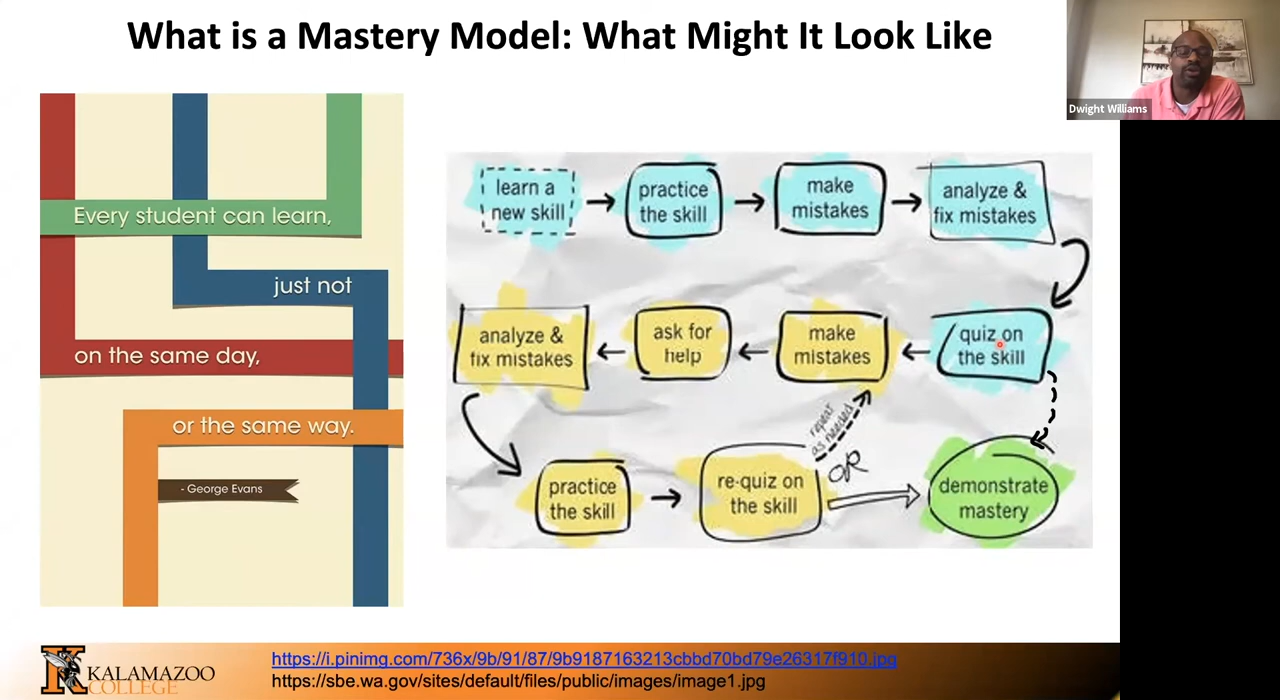 What is a Mastery Model: What Might It Look Like
Dwight Williams
Every student can learn,
just not
on the same day,
or the same way.
- George Evans
learn a
new skill
practice
the skill
make
mistakes
analyze &
fix mistakes
quiz on
the skill
make
mistakes
ask for
help
analyze &
fix mistakes
practice
the skill
re-quiz on
the skill
repeat
as needed
OR
demonstrate
mastery
KALAMAZOO
COLLEGE
https://i.pinimg.com/736x/9b/91/87/9b9187163213cbbd70bd79e26317f910.jpg
https://sbe.wa.gov/sites/default/files/public/images/image1.jpg